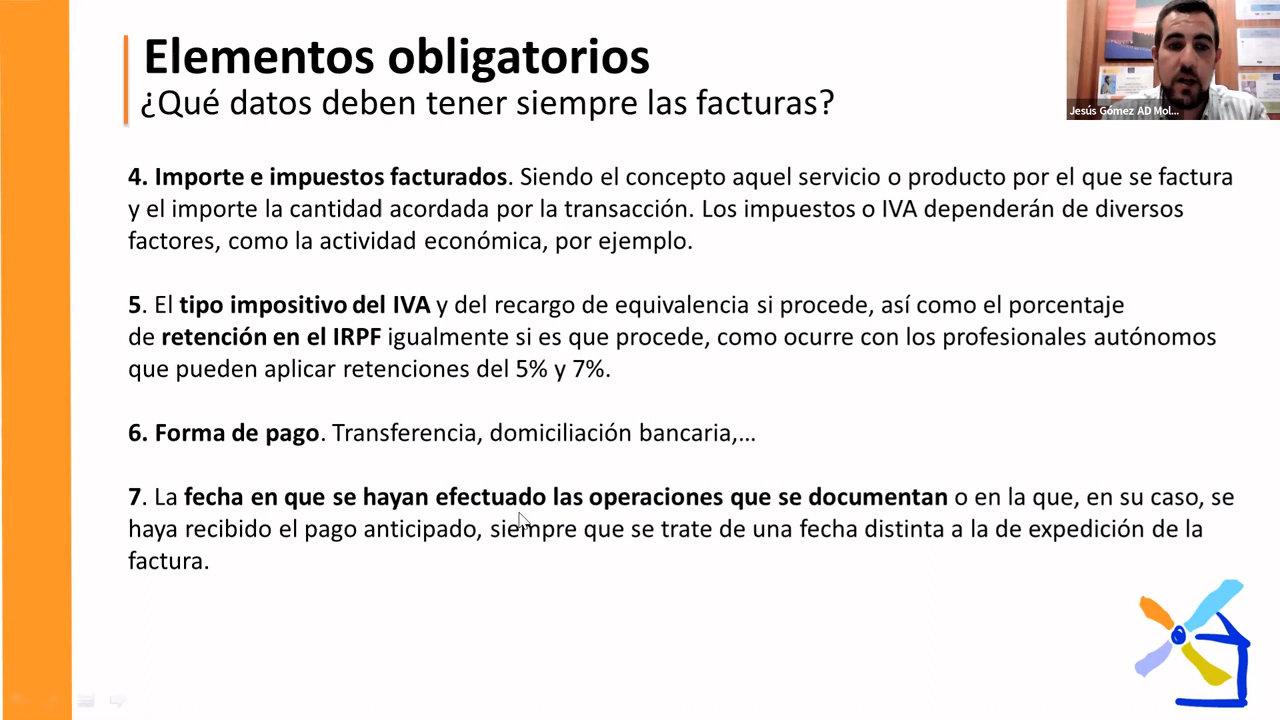 Elementos obligatorios
¿Qué datos deben tener siempre las facturas?
Jesús Gómez AD Mol...
4. Importe e impuestos facturados. Siendo el concepto aquel servicio o producto por el que se factura
y el importe la cantidad acordada por la transacción. Los impuestos o IVA dependerán de diversos
factores, como la actividad económica, por ejemplo.
5. El tipo impositivo del IVA y del recargo de equivalencia si procede, así como el porcentaje
de retención en el IRPF igualmente si es que procede, como ocurre con los profesionales autónomos
que pueden aplicar retenciones del 5% y 7%.
6. Forma de pago. Transferencia, domiciliación bancaria,...
7. La fecha en que se hayan efectuado las operaciones que se documentan o en la que, en su caso, se
haya recibido el pago anticipado, siempre que se trate de una fecha distinta a la de expedición de la
factura.